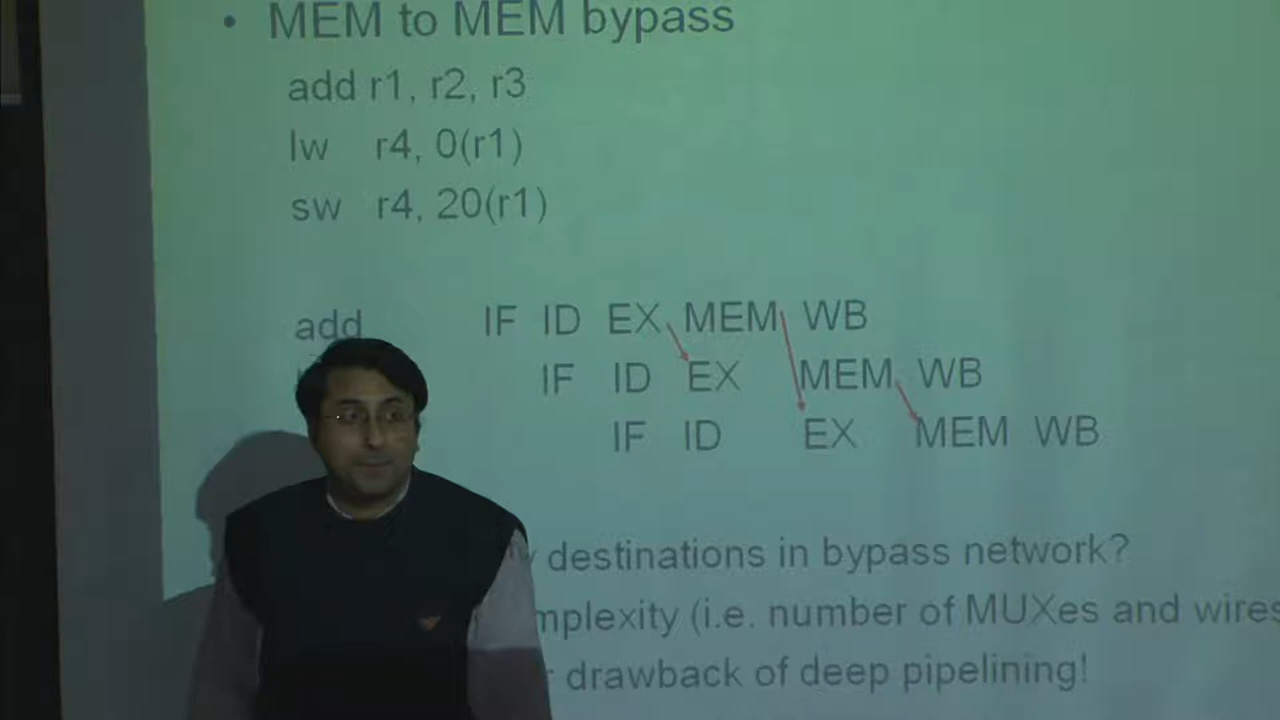 • MEM to MEM bypass
add r1, r2, r3
lw r4, 0(r1)
sw r4, 20(r1)
add IF ID EX MEM WB
IF ID EX MEM WB
IF ID EX MEM WB
destinations in bypass network?
(i.e. number of MUXes and wires
drawback of deep pipelining!